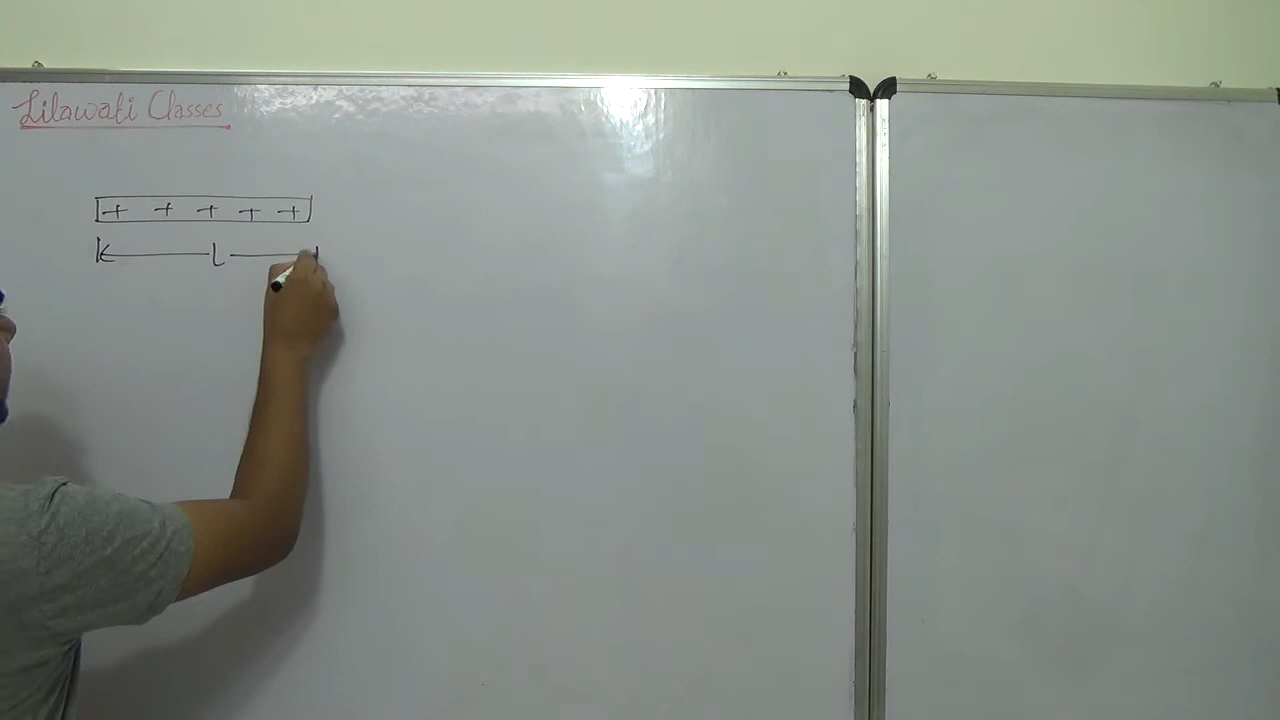 Lilawati Classes
+ + + + +
L